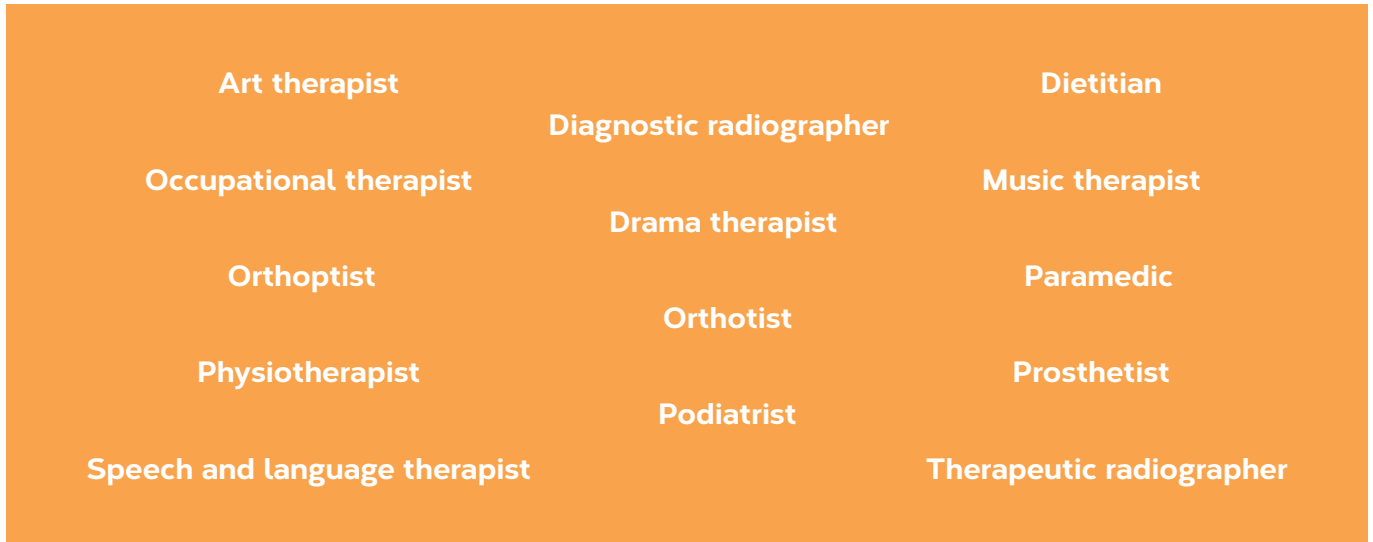 Art therapist
Dietitian
Diagnostic radiographer
Occupational therapist
Music therapist
Drama therapist
Orthoptist
Paramedic
Orthotist
Physiotherapist
Prosthetist
Podiatrist
Speech and language therapist
Therapeutic radiographer